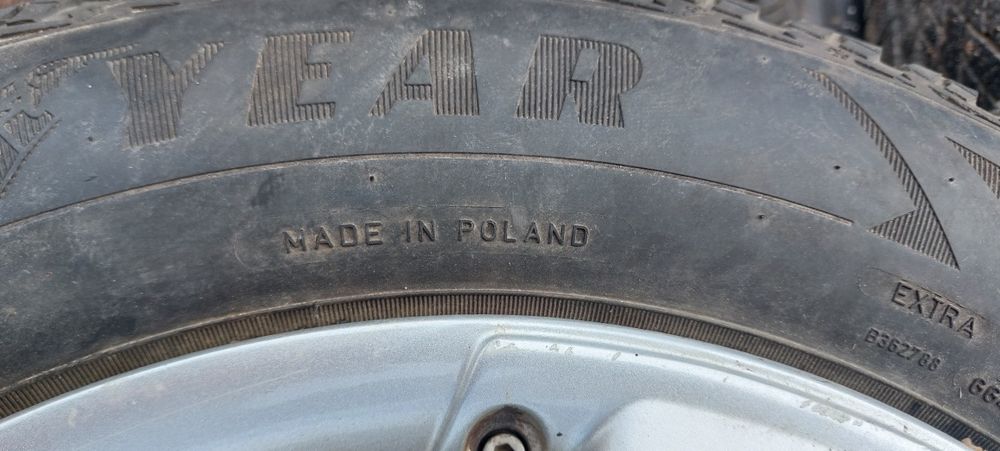 YEAR
MADE IN POLAND
EXTRA
B362788